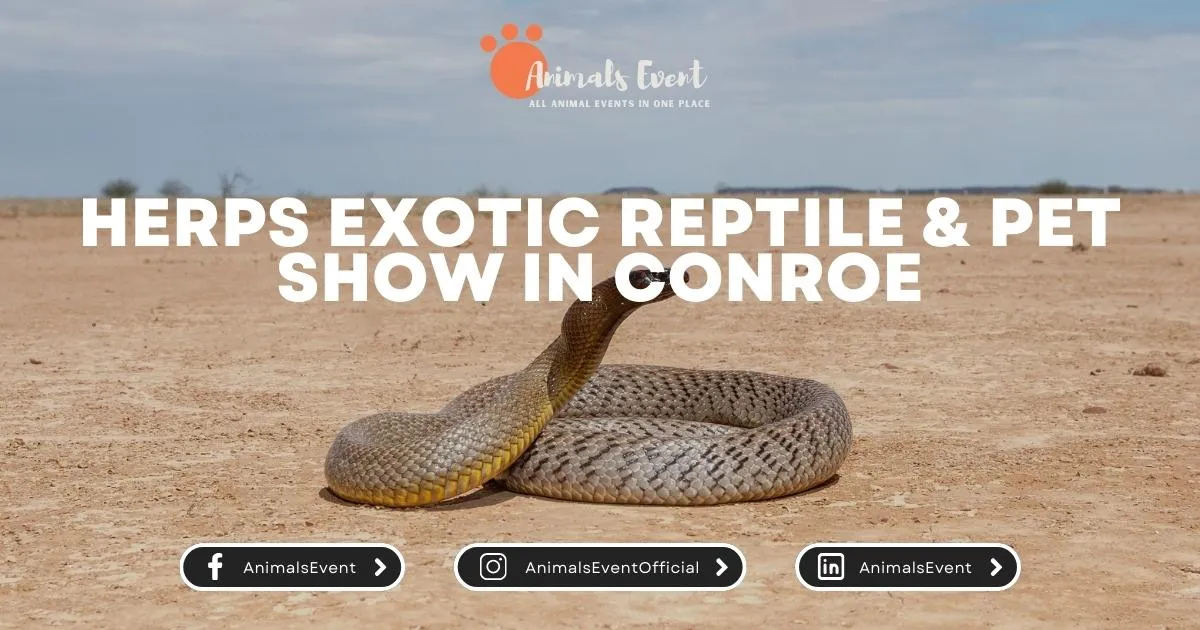 Animals Event
ALL ANIMAL EVENTS IN ONE PLACE
HERPS EXOTIC REPTILE & PET
SHOW IN CONROE
AnimalsEvent
AnimalsEventOfficial
AnimalsEvent